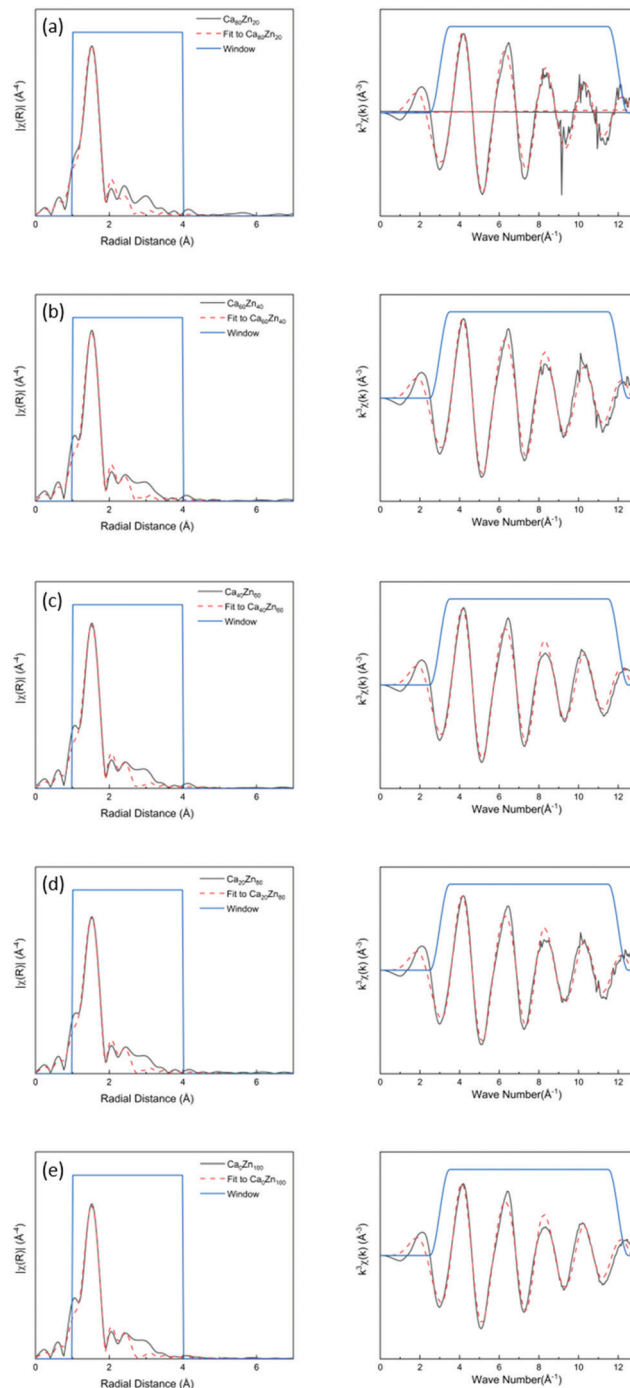 (a)
Ca₈₀Zn₂₀
Fit to Ca₈₀Zn₂₀
Window
|χ(R)| (Å⁻⁴)
0 2 4 6
Radial Distance (Å)
k³χ(k) (Å⁻³)
0 2 4 6 8 10 12
Wave Number(Å⁻¹)
(b)
Ca₆₀Zn₄₀
Fit to Ca₆₀Zn₄₀
Window
|χ(R)| (Å⁻⁴)
0 2 4 6
Radial Distance (Å)
k³χ(k) (Å⁻³)
0 2 4 6 8 10 12
Wave Number(Å⁻¹)
(c)
Ca₄₀Zn₆₀
Fit to Ca₄₀Zn₆₀
Window
|χ(R)| (Å⁻⁴)
0 2 4 6
Radial Distance (Å)
k³χ(k) (Å⁻³)
0 2 4 6 8 10 12
Wave Number(Å⁻¹)
(d)
Ca₂₀Zn₈₀
Fit to Ca₂₀Zn₈₀
Window
|χ(R)| (Å⁻⁴)
0 2 4 6
Radial Distance (Å)
k³χ(k) (Å⁻³)
0 2 4 6 8 10 12
Wave Number(Å⁻¹)
(e)
Ca₀Zn₁₀₀
Fit to Ca₀Zn₁₀₀
Window
|χ(R)| (Å⁻⁴)
0 2 4 6
Radial Distance (Å)
k³χ(k) (Å⁻³)
0 2 4 6 8 10 12
Wave Number(Å⁻¹)